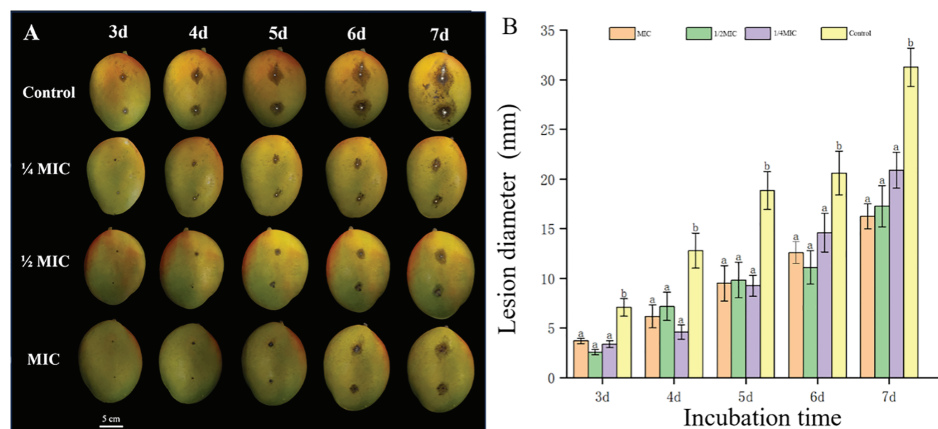 A
3d 4d 5d 6d 7d
Control
¼ MIC
½ MIC
MIC
5 cm
B
MIC 1/2MIC 1/4MIC Control
Lesion diameter (mm)
35
30
25
20
15
10
5
0
a a a b
a a a b
a a a b
a a a b
a a a b
3d 4d 5d 6d 7d
Incubation time